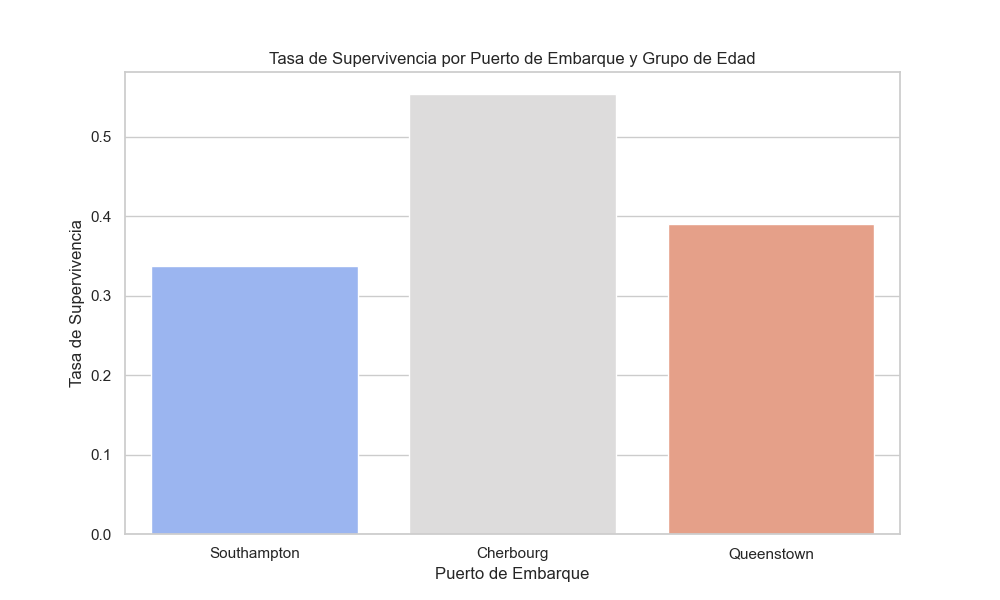 Tasa de Supervivencia por Puerto de Embarque y Grupo de Edad
Tasa de Supervivencia
0.5
0.4
0.3
0.2
0.1
0.0
Southampton
Cherbourg
Queenstown
Puerto de Embarque